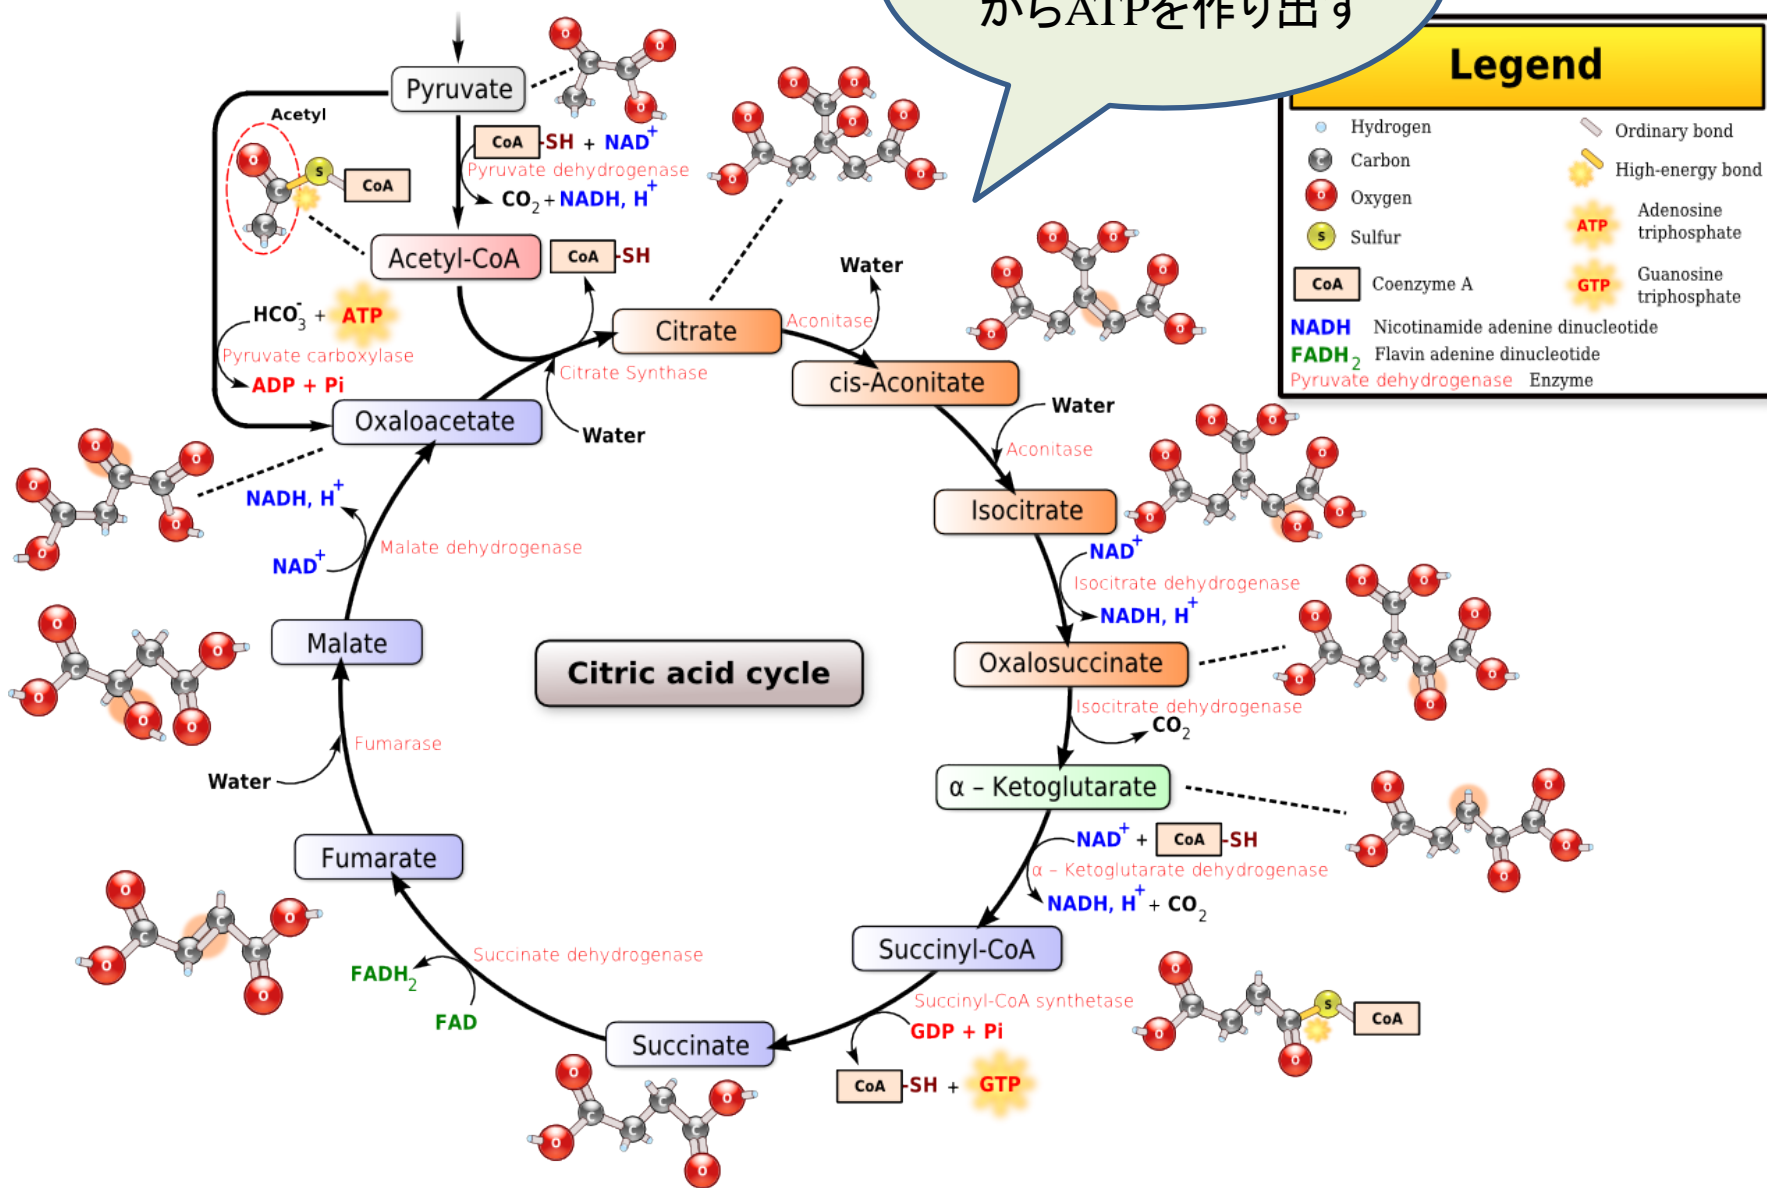 からATPを作り出す
Legend
Hydrogen
Carbon
Oxygen
S Sulfur
CoA Coenzyme A
Ordinary bond
High-energy bond
ATP Adenosine
triphosphate
GTP Guanosine
triphosphate
NADH Nicotinamide adenine dinucleotide
FADH2 Flavin adenine dinucleotide
Pyruvate dehydrogenase Enzyme
Pyruvate
Acetyl
S CoA
CoA-SH + NAD+
Pyruvate dehydrogenase
CO2 + NADH, H+
Acetyl-CoA
CoA-SH
HCO3- + ATP
Pyruvate carboxylase
ADP + Pi
Citrate
Citrate Synthase
Water
Aconitase
Water
cis-Aconitate
Water
Aconitase
Isocitrate
NAD+
Isocitrate dehydrogenase
NADH, H+
Oxalosuccinate
Isocitrate dehydrogenase
CO2
α - Ketoglutarate
NAD+ + CoA-SH
α - Ketoglutarate dehydrogenase
NADH, H+ + CO2
Succinyl-CoA
S CoA
Succinyl-CoA synthetase
GDP + Pi
CoA-SH + GTP
Succinate
Succinate dehydrogenase
FADH2
FAD
Fumarate
Fumarase
Water
Malate
Malate dehydrogenase
NAD+
NADH, H+
Oxaloacetate
Citric acid cycle